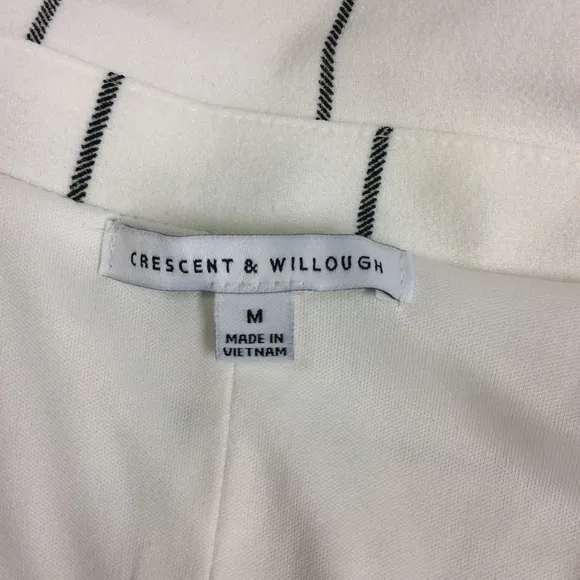 CRESCENT & WILLOUGH
M
MADE IN
VIETNAM